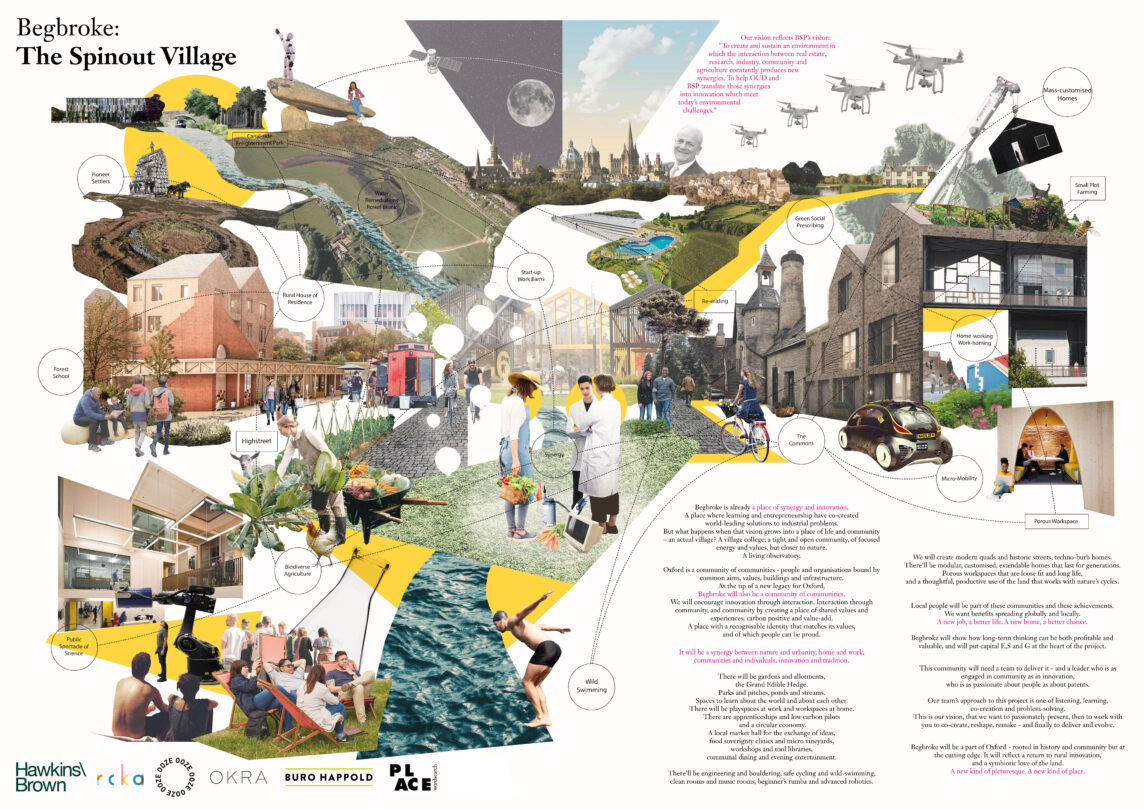 Begbroke:
The Spinout Village
Our vision reflects BSP's vision:
"To create and sustain an environment in
which the interaction between real estate,
research, industry, community and
agriculture constantly produces new
synergies. To help OUD and
BSP translate those synergies
into innovation which meet
today's environmental
challenges."
Mass-customised
Homes
Canal-side
Enlightenment Park
Pioneer
Settlers
Water
Remediations
Rowel Brook
Small Plot
Farming
Green Social
Prescribing
Start-up
Work Barns
Rural House of
Residence
Re-wilding
Home-working
Work-homing
Forest
School
Highstreet
The
Commons
Synergy
Micro-Mobility
Porous Workspace
Biodiverse
Agriculture
Public
Spectacle of
Science
Wild
Swimming
Begbroke is already a place of synergy and innovation.
A place where learning and entrepreneurship have co-created
world-leading solutions to industrial problems.
But what happens when that vision grows into a place of life and community
– an actual village? A village college; a tight and open community, of focused
energy and values, but closer to nature.
A living observatory.
Oxford is a community of communities - people and organisations bound by
common aims, values, buildings and infrastructure.
As the tip of a new legacy for Oxford,
Begbroke will also be a community of communities.
We will encourage innovation through interaction. Interaction through
community, and community by creating a place of shared values and
experiences; carbon positive and value-add.
A place with a recognisable identity that matches its values,
and of which people can be proud.
It will be a synergy between nature and urbanity, home and work,
communities and individuals, innovation and tradition.
There will be gardens and allotments,
the Grand Edible Hedge.
Parks and pitches, ponds and streams.
Spaces to learn about the world and about each other.
There will be playspaces at work and workspaces at home.
There are apprenticeships and low carbon pilots
and a circular economy.
A local market hall for the exchange of ideas,
food soverignty clinics and micro vineyards,
workshops and tool libraries,
communal dining and evening entertainment.
There'll be engineering and bouldering, safe cycling and wild-swimming,
clean rooms and music rooms, beginner's rumba and advanced robotics.
We will create modern quads and historic streets, techno-burb homes.
There'll be modular, customised, extendable homes that last for generations.
Porous workspaces that are loose fit and long life,
and a thoughtful, productive use of the land that works with nature's cycles.
Local people will be part of these communities and these achievements.
We want benefits spreading globally and locally.
A new job, a better life. A new home, a better chance.
Begbroke will show how long-term thinking can be both profitable and
valuable, and will put capital E,S and G at the heart of the project.
This community will need a team to deliver it - and a leader who is as
engaged in community as in innovation,
who is as passionate about people as about patents.
Our team's approach to this project is one of listening, learning,
co-creation and problem-solving.
This is our vision, that we want to passionately present, then to work with
you to co-create, reshape, remake - and finally to deliver and evolve.
Begbroke will be a part of Oxford - rooted in history and community but at
the cutting edge. It will reflect a return to rural innovation,
and a symbiotic love of the land.
A new kind of picturesque. A new kind of place.
Hawkins\
Brown
rcka
OOZE OOZE OOZE OOZE OOZE
OKRA
BURO HAPPOLD
PL
ACE